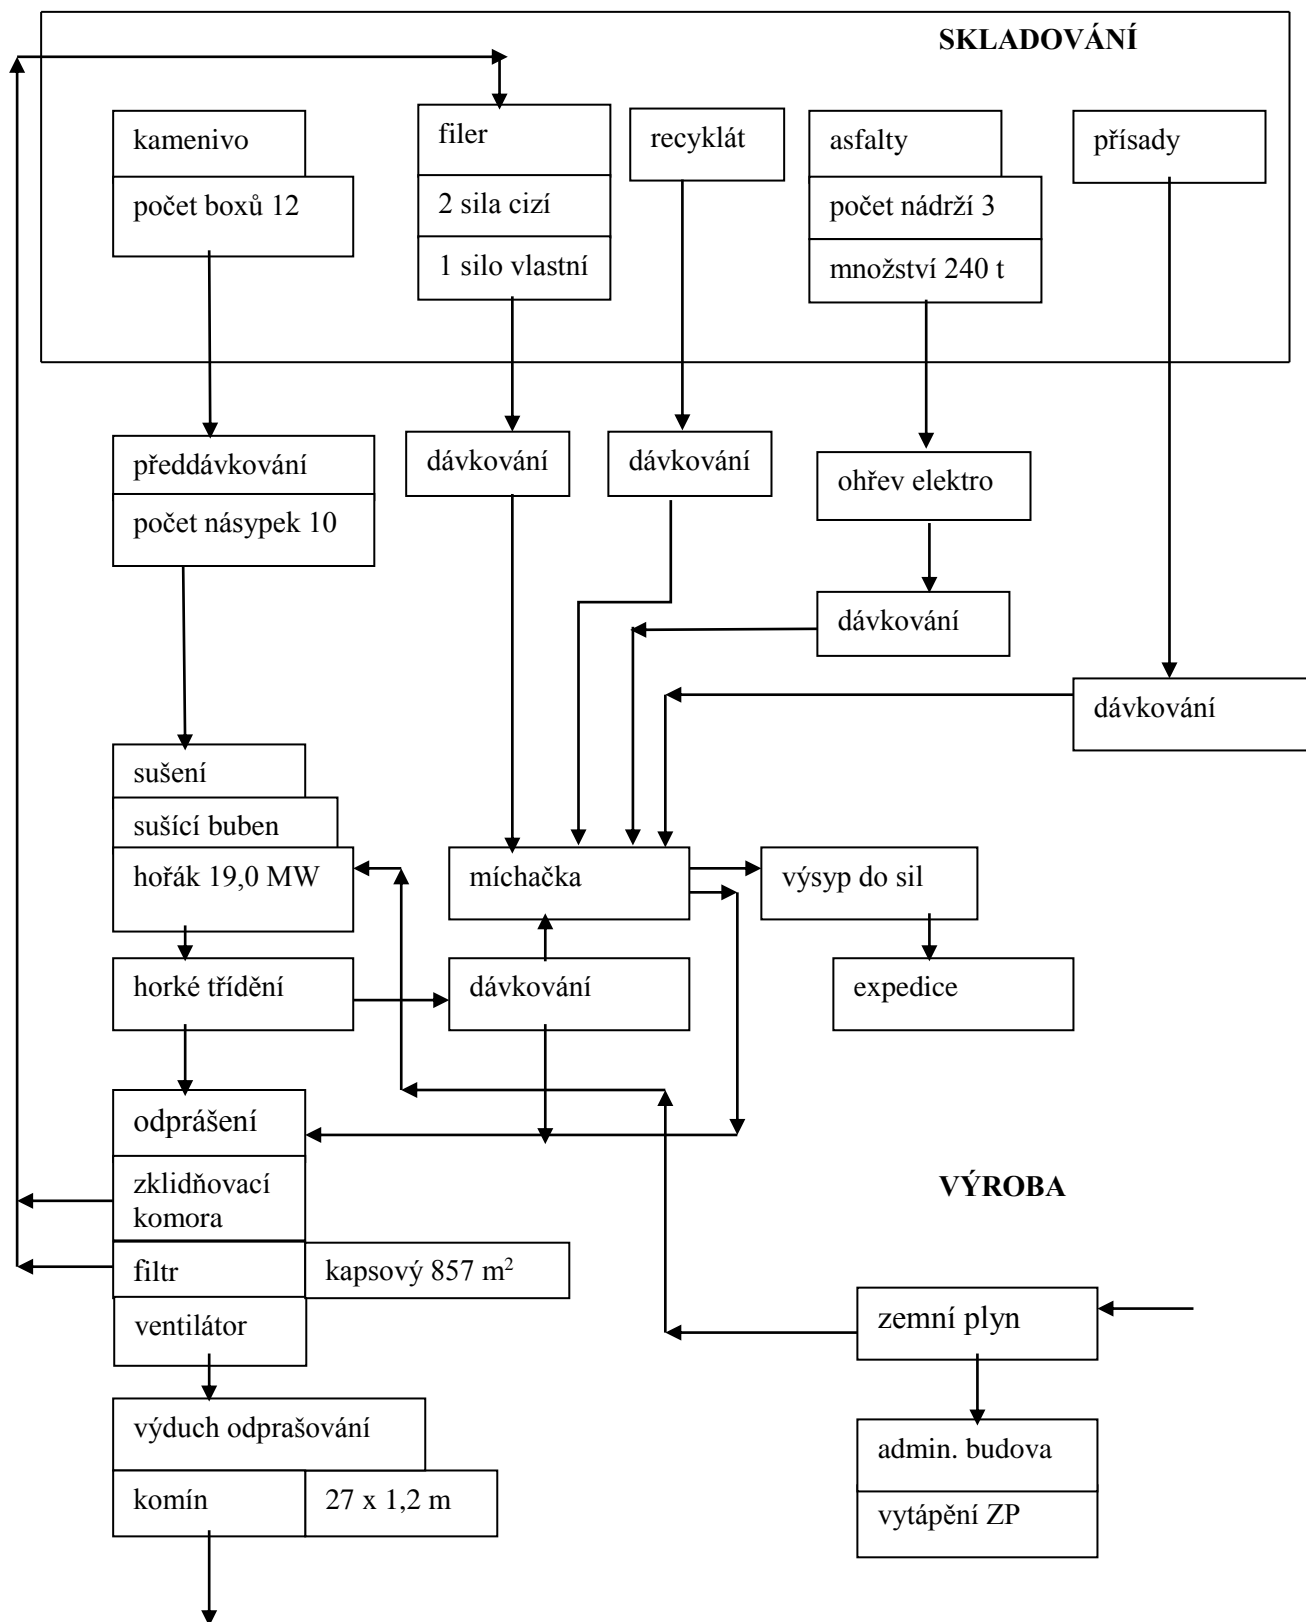 SKLADOVÁNÍ
kamenivo
počet boxů 12
filer
2 sila cizí
1 silo vlastní
recyklát
asfalty
počet nádrží 3
množství 240 t
přísady
předdávkování
počet násypek 10
dávkování
dávkování
ohřev elektro
dávkování
dávkování
sušení
sušící buben
hořák 19,0 MW
míchačka
výsyp do sil
horké třídění
dávkování
expedice
odprášení
zklidňovací
komora
filtr
kapsový 857 m²
ventilátor
VÝROBA
zemní plyn
výduch odprašování
komín
27 x 1,2 m
admin. budova
vytápění ZP